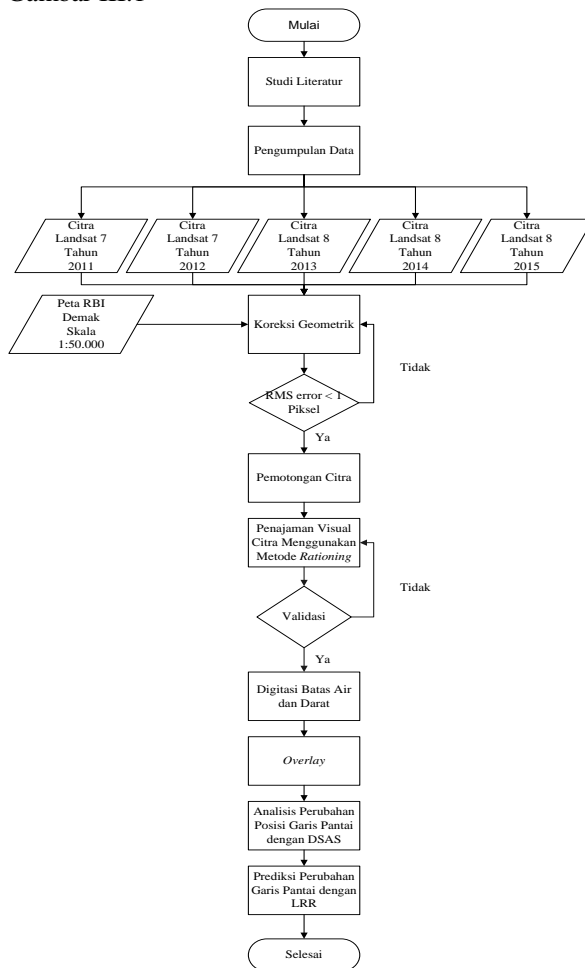 Gambar III.1
Mulai
Studi Literatur
Pengumpulan Data
Citra
Landsat 7
Tahun
2011
Citra
Landsat 7
Tahun
2012
Citra
Landsat 8
Tahun
2013
Citra
Landsat 8
Tahun
2014
Citra
Landsat 8
Tahun
2015
Peta RBI
Demak
Skala
1:50.000
Koreksi Geometrik
Tidak
RMS error < 1
Piksel
Ya
Pemotongan Citra
Penajaman Visual
Citra Menggunakan
Metode Rationing
Tidak
Validasi
Ya
Digitasi Batas Air
dan Darat
Overlay
Analisis Perubahan
Posisi Garis Pantai
dengan DSAS
Prediksi Perubahan
Garis Pantai dengan
LRR
Selesai